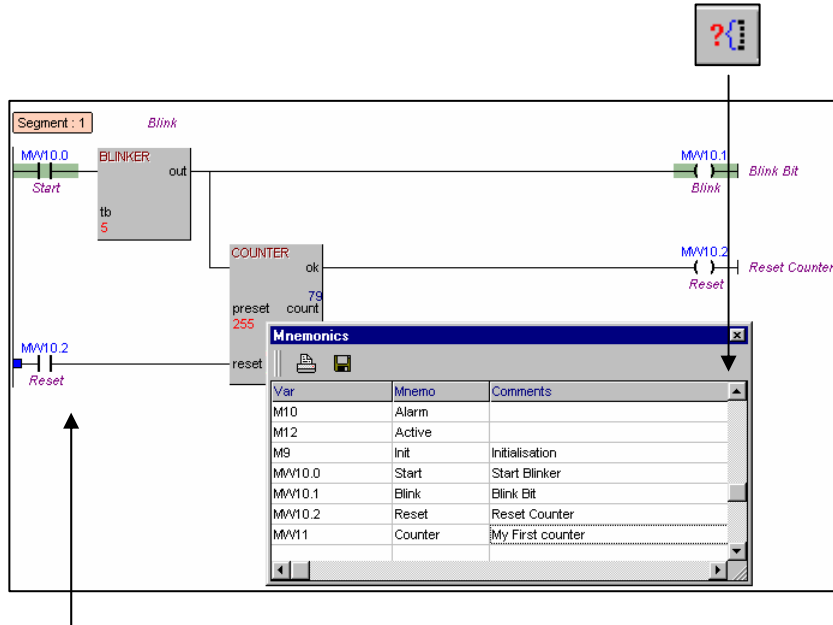 ?{
Segment : 1 Blink
MW10.0 BLINKER MW10.1
out Blink Bit
Start Blink
tb
5
COUNTER MW10.2
ok Reset Counter
Reset
79
preset count
255
MW10.2 Mnemonics
reset
Reset
Var Mnemo Comments
M10 Alarm
M12 Active
M9 Init Initialisation
MW10.0 Start Start Blinker
MW10.1 Blink Blink Bit
MW10.2 Reset Reset Counter
MW11 Counter My First counter